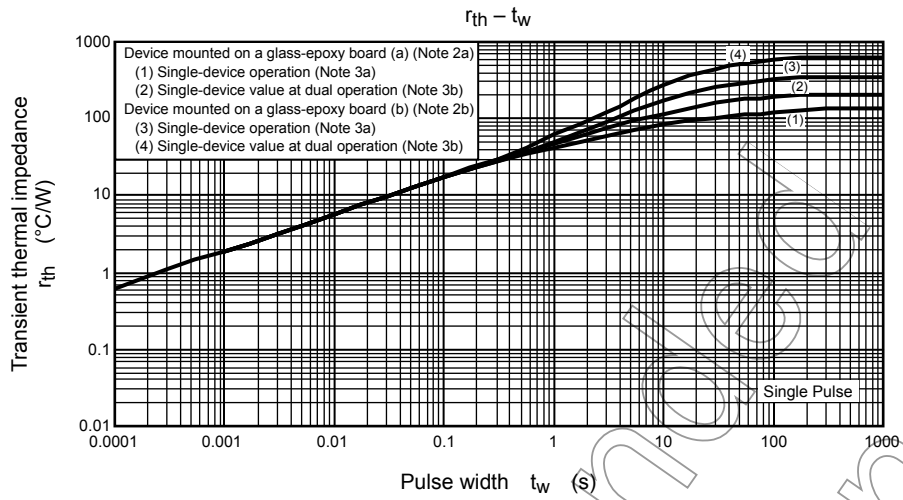 rth – tw
Device mounted on a glass-epoxy board (a) (Note 2a)
(1) Single-device operation (Note 3a)
(2) Single-device value at dual operation (Note 3b)
Device mounted on a glass-epoxy board (b) (Note 2b)
(3) Single-device operation (Note 3a)
(4) Single-device value at dual operation (Note 3b)
1000
100
10
1
0.1
0.01
Transient thermal impedance
rth (°C/W)
(4)
(3)
(2)
(1)
Single Pulse
0.0001
0.001
0.01
0.1
1
10
100
1000
Pulse width tw (s)